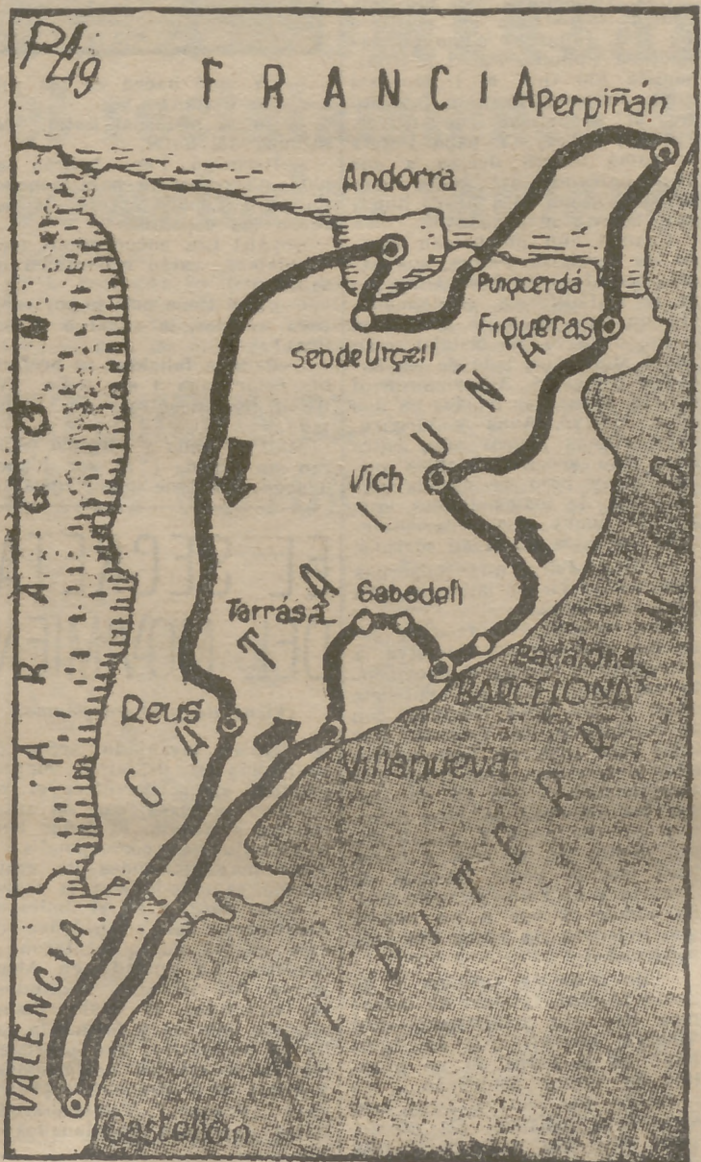 FRANCIA
Perpiñán
Andorra
Puigcerdá
Figueras
Seo de Urgell
ARAGON
Vich
CATALUÑA
Sabadell
Tarrasa
Badalona
BARCELONA
Reus
Villanueva
MEDITERRANEO
VALENCIA
Castellón